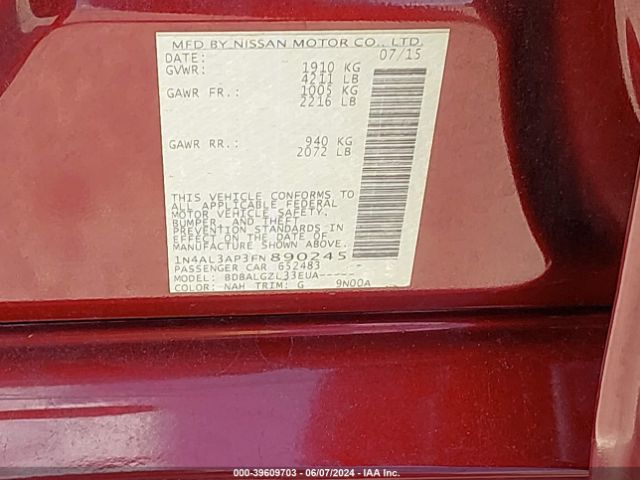 MFD BY NISSAN MOTOR CO., LTD.
DATE: 07/15
GVWR: 1910 KG
4211 LB
GAWR FR.: 1005 KG
2216 LB
GAWR RR.: 940 KG
2072 LB
THIS VEHICLE CONFORMS TO
ALL APPLICABLE FEDERAL
MOTOR VEHICLE SAFETY,
BUMPER, AND THEFT
PREVENTION STANDARDS IN
EFFECT ON THE DATE OF
MANUFACTURE SHOWN ABOVE.
1N4AL3AP3FN890245
PASSENGER CAR 652483
MODEL: BDBALGZL33EUA-----
COLOR: NAH TRIM: G 9N00A
000-39609703 - 06/07/2024 - IAA Inc.